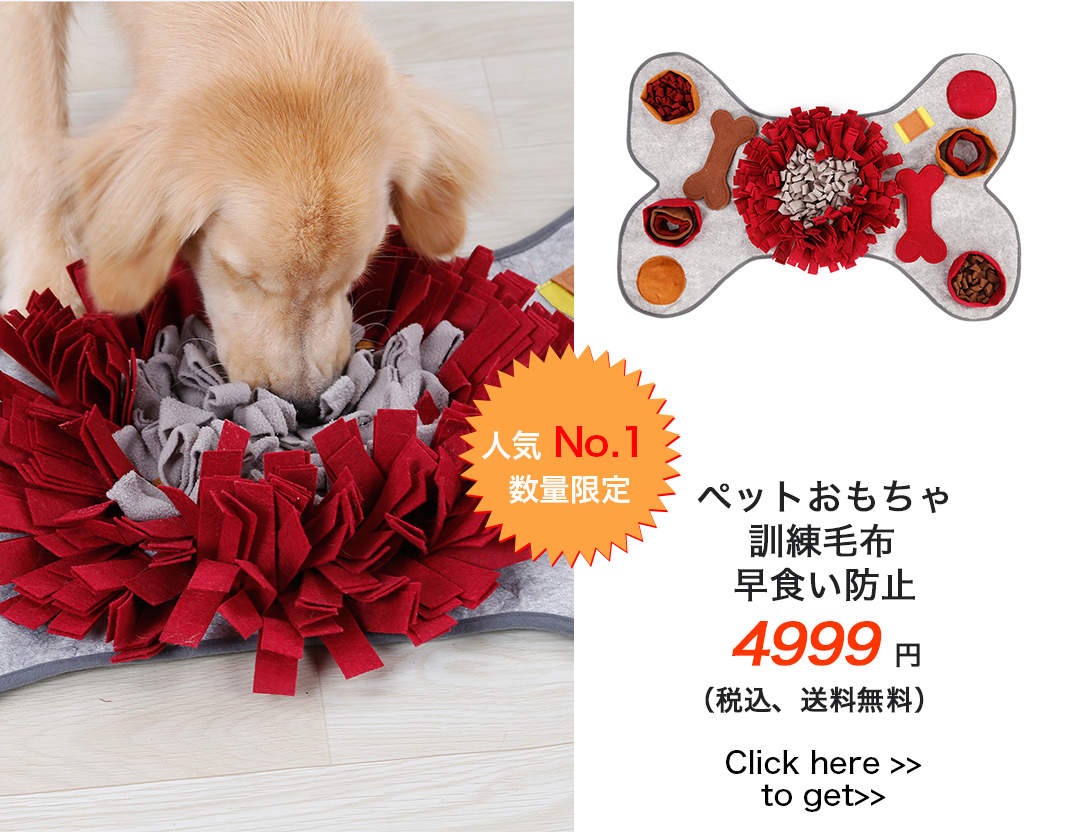 人気 No.1
数量限定
ペットおもちゃ
訓練毛布
早食い防止
4999 円
（税込、送料無料）
Click here >>
to get>>